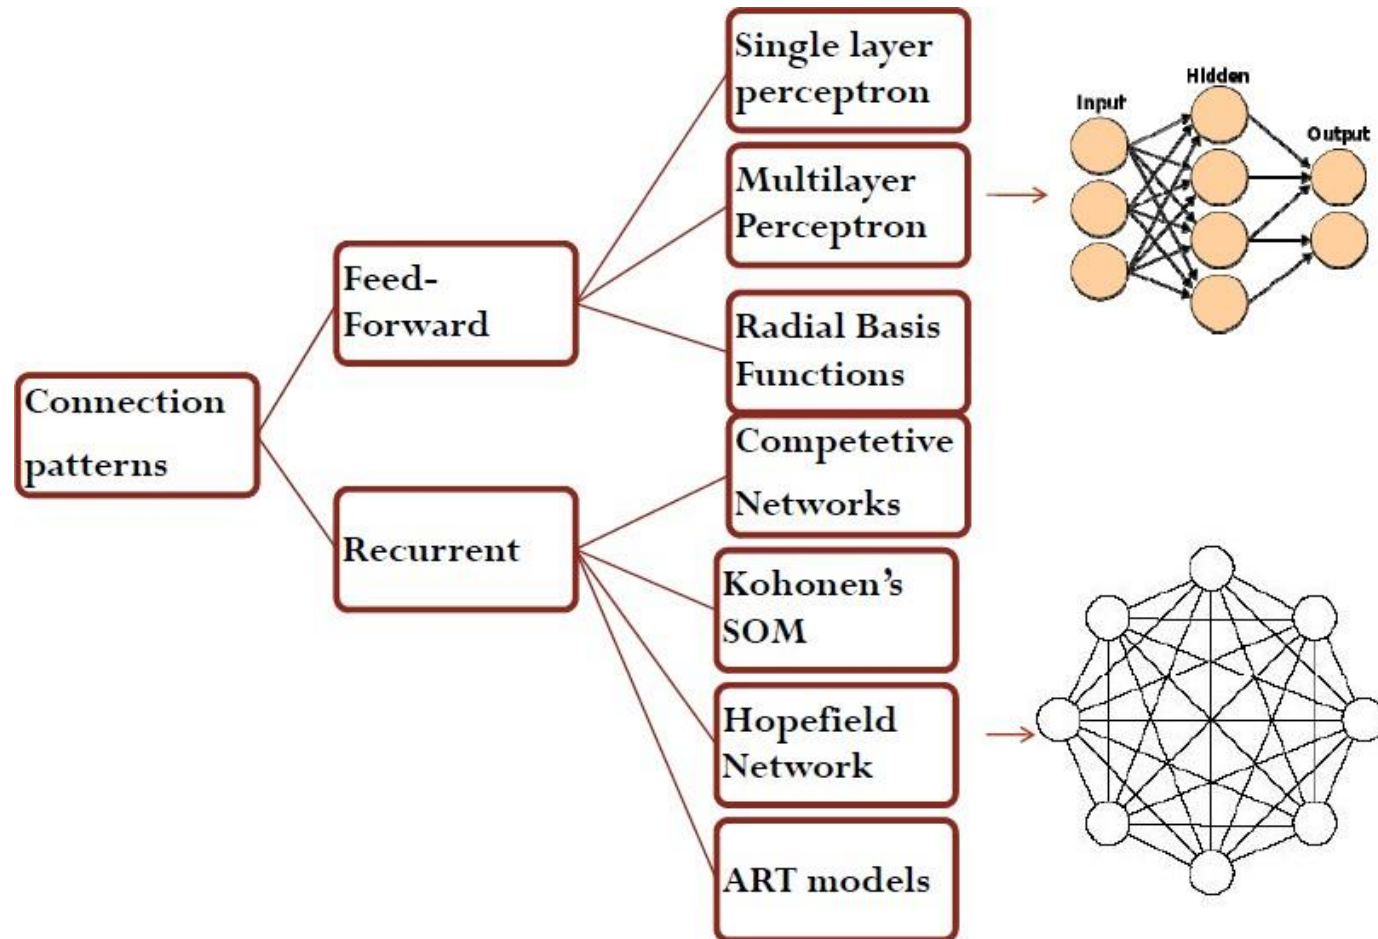 Connection
patterns
Feed-
Forward
Recurrent
Single layer
perceptron
Multilayer
Perceptron
Radial Basis
Functions
Competetive
Networks
Kohonen’s
SOM
Hopefield
Network
ART models
Input
Hidden
Output